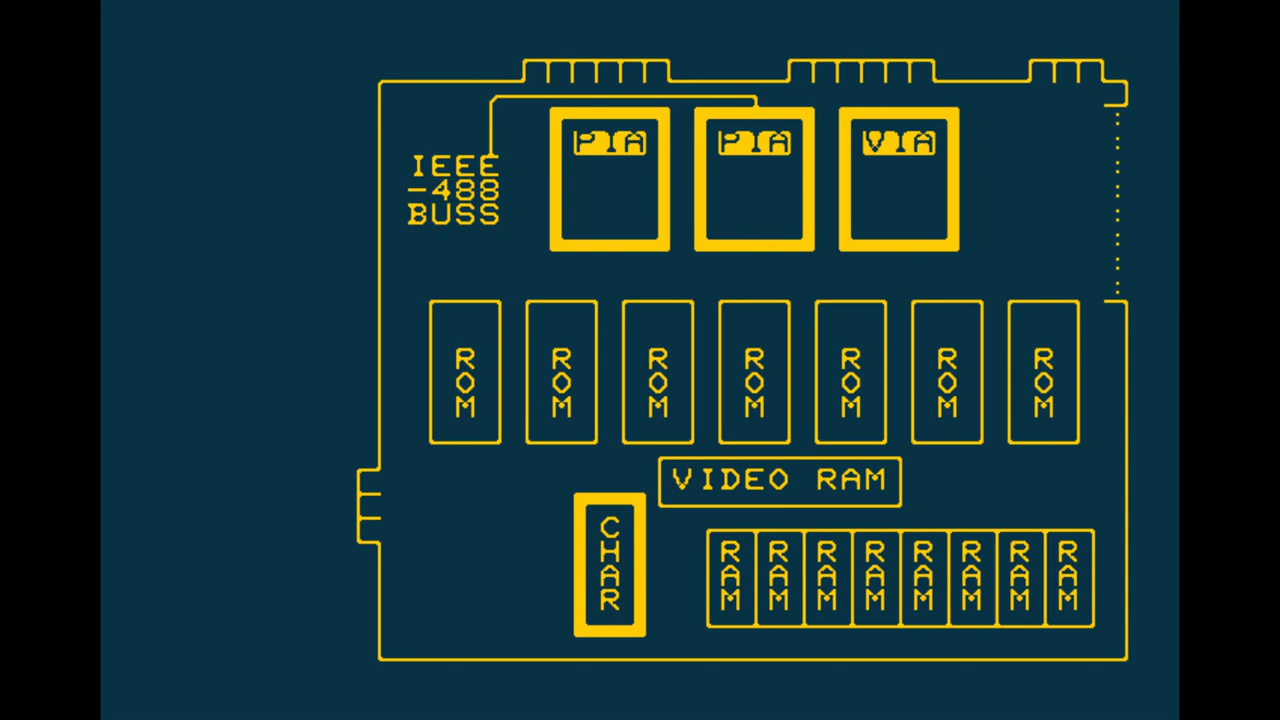 PIA PIA VIA
IEEE
-488
BUSS
ROM ROM ROM ROM ROM ROM ROM
VIDEO RAM
CHAR
RAM RAM RAM RAM RAM RAM RAM RAM